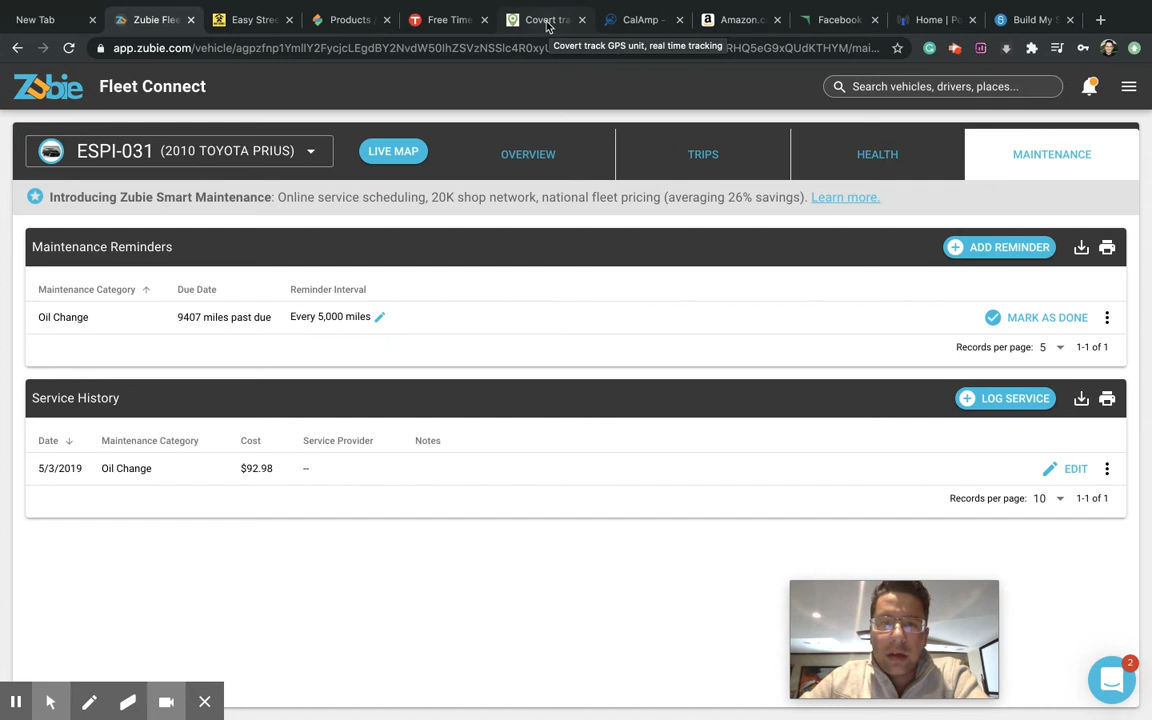 New Tab Zubie Flee Easy Stree Products / Free Time Covert tra CalAmp - Amazon.c Facebook Home | Po Build My S
app.zubie.com/vehicle/ Covert track GPS unit, real time tracking
Zubie Fleet Connect Search vehicles, drivers, places...
ESPI-031 (2010 TOYOTA PRIUS) LIVE MAP OVERVIEW TRIPS HEALTH MAINTENANCE
Introducing Zubie Smart Maintenance: Online service scheduling, 20K shop network, national fleet pricing (averaging 26% savings). Learn more.
Maintenance Reminders ADD REMINDER
Maintenance Category Due Date Reminder Interval
Oil Change 9407 miles past due Every 5,000 miles MARK AS DONE
Records per page: 5 1-1 of 1
Service History LOG SERVICE
Date Maintenance Category Cost Service Provider Notes
5/3/2019 Oil Change $92.98 -- EDIT
Records per page: 10 1-1 of 1
2